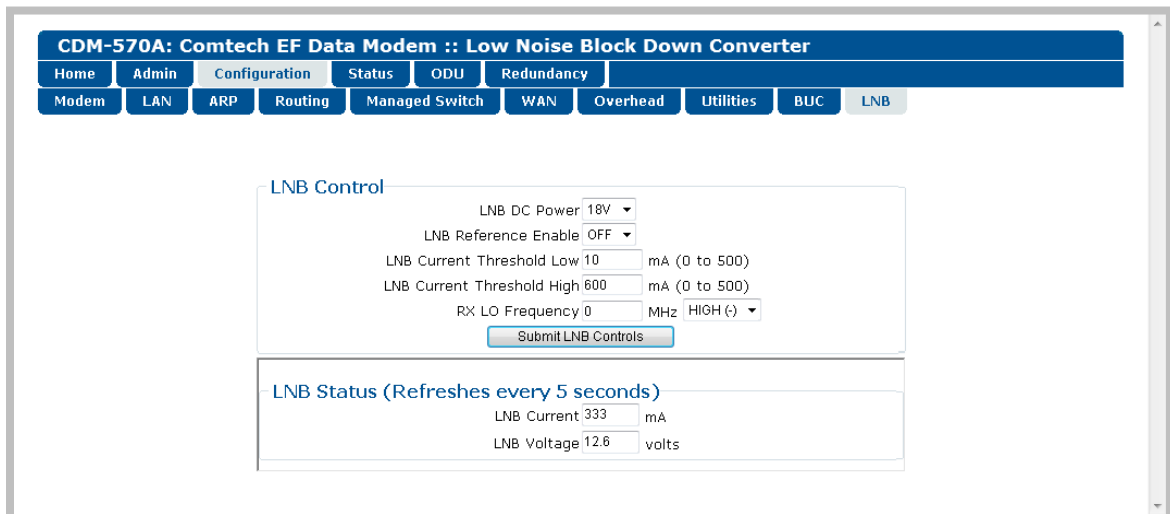 CDM-570A: Comtech EF Data Modem :: Low Noise Block Down Converter
Home Admin Configuration Status ODU Redundancy
Modem LAN ARP Routing Managed Switch WAN Overhead Utilities BUC LNB
LNB Control
LNB DC Power 18V
LNB Reference Enable OFF
LNB Current Threshold Low 10 mA (0 to 500)
LNB Current Threshold High 600 mA (0 to 500)
RX LO Frequency 0 MHz HIGH (-)
Submit LNB Controls
LNB Status (Refreshes every 5 seconds)
LNB Current 333 mA
LNB Voltage 12.6 volts